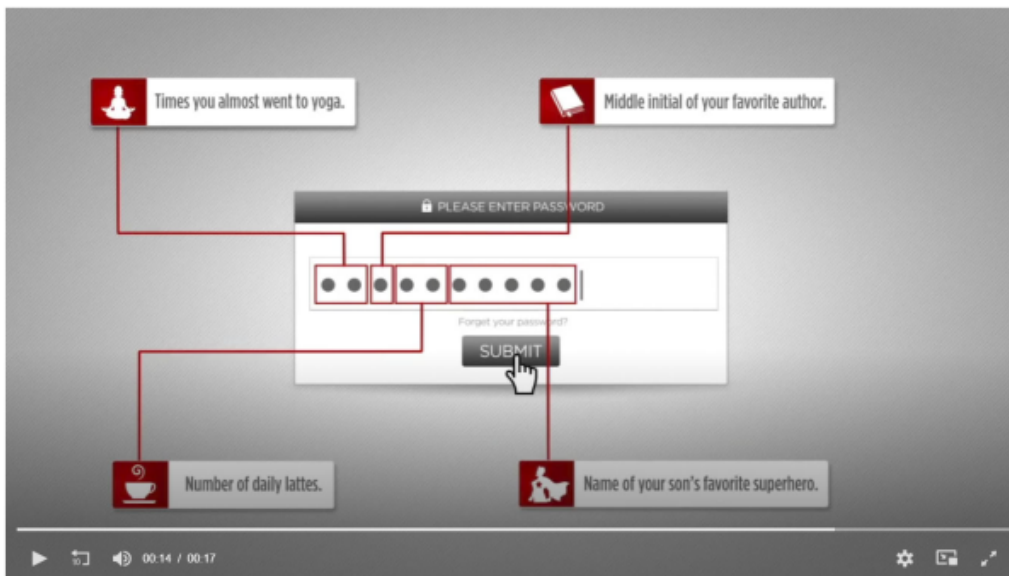 Times you almost went to yoga.
Middle initial of your favorite author.
PLEASE ENTER PASSWORD
Forget your password?
SUBMIT
Number of daily lattes.
Name of your son's favorite superhero.
10
00:14 / 00:17